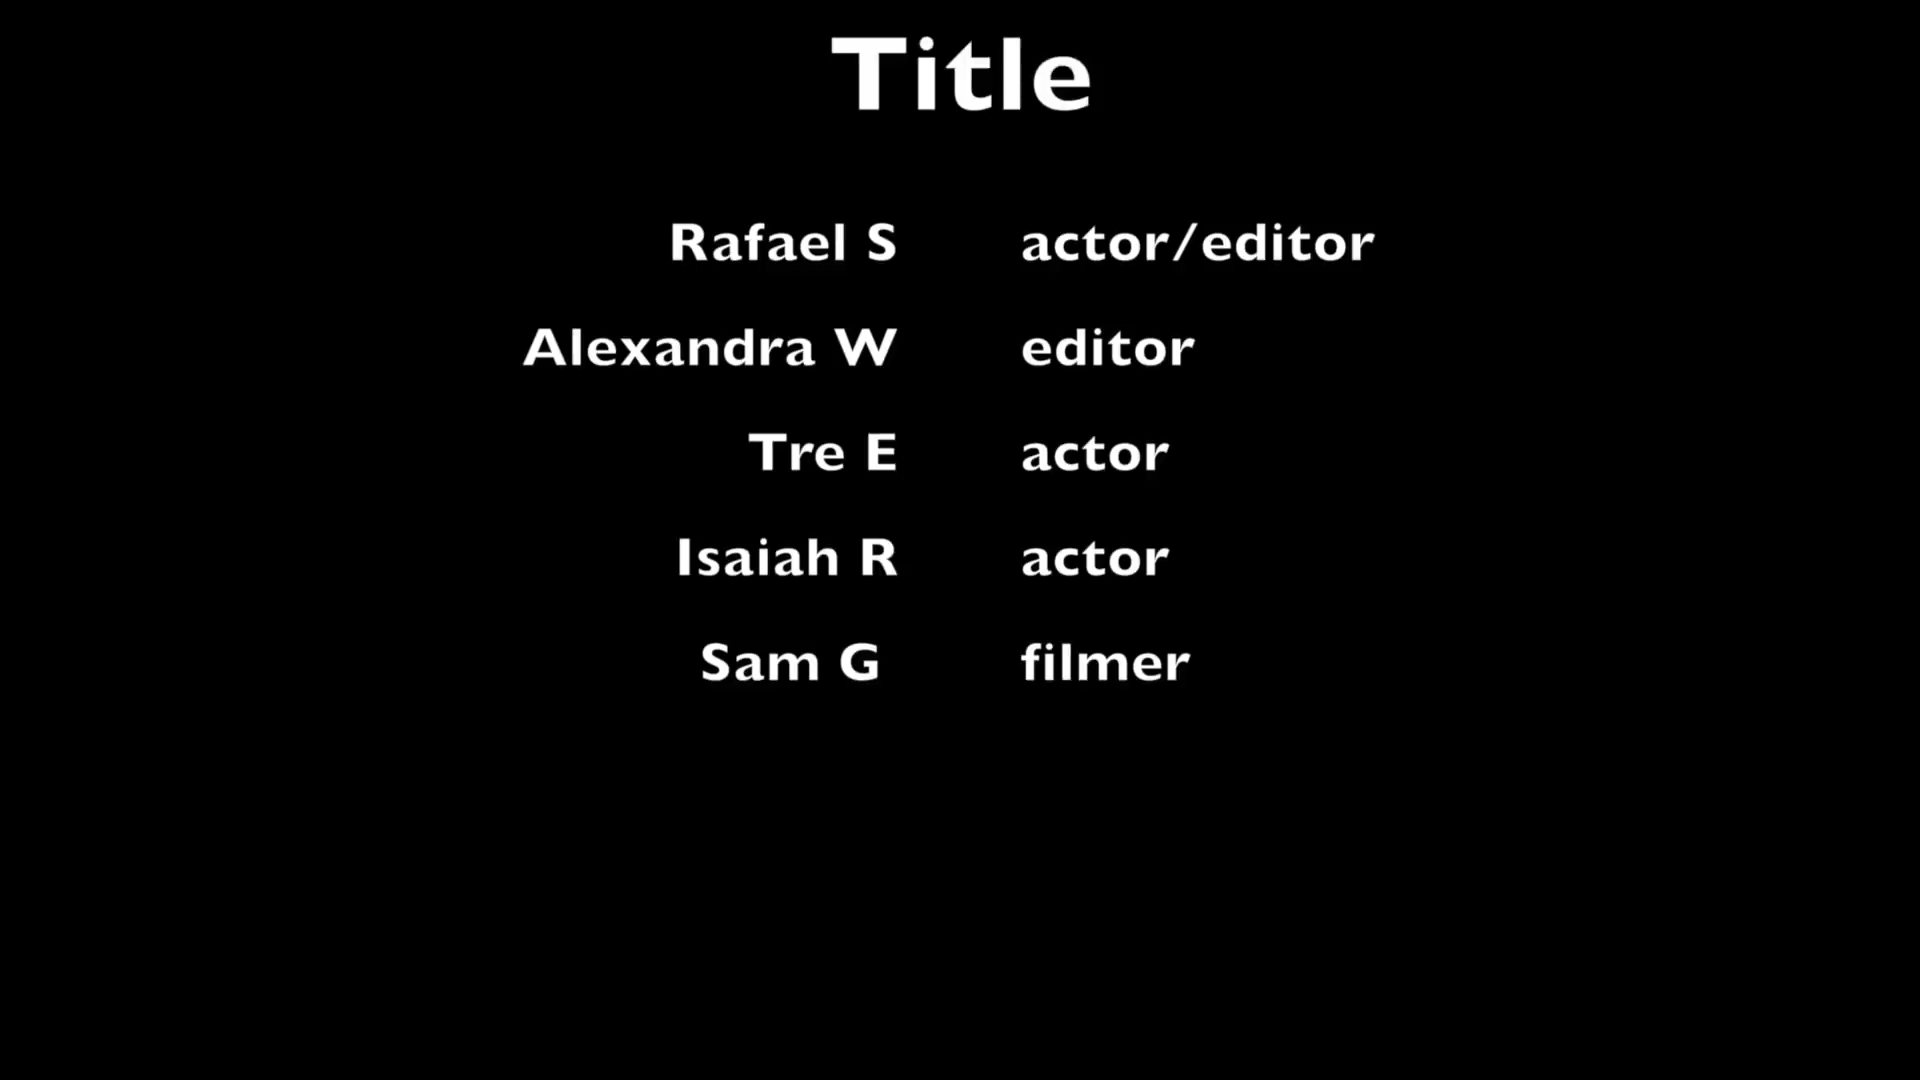 Title
Rafael S actor/editor
Alexandra W editor
Tre E actor
Isaiah R actor
Sam G filmer